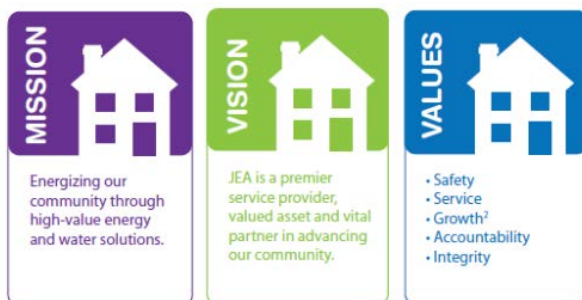 MISSION
Energizing our
community through
high-value energy
and water solutions.
VISION
JEA is a premier
service provider,
valued asset and vital
partner in advancing
our community.
VALUES
• Safety
• Service
• Growth²
• Accountability
• Integrity